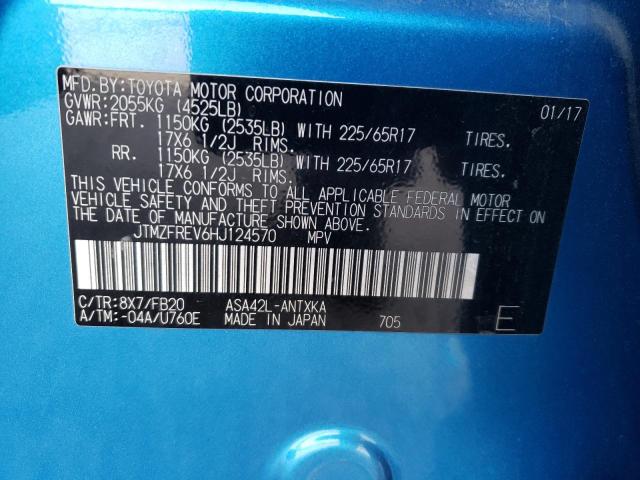 MFD.BY:TOYOTA MOTOR CORPORATION 01/17
GVWR:2055KG (4525LB)
GAWR:FRT. 1150KG (2535LB) WITH 225/65R17 TIRES.
17X6 1/2J RIMS.
RR. 1150KG (2535LB) WITH 225/65R17 TIRES.
17X6 1/2J RIMS.
THIS VEHICLE CONFORMS TO ALL APPLICABLE FEDERAL MOTOR
VEHICLE SAFETY AND THEFT PREVENTION STANDARDS IN EFFECT ON
THE DATE OF MANUFACTURE SHOWN ABOVE.
JTMZFREV6HJ124570 MPV
C/TR:8X7/FB20 ASA42L-ANTXKA
A/TM:-04A/U760E MADE IN JAPAN 705 E